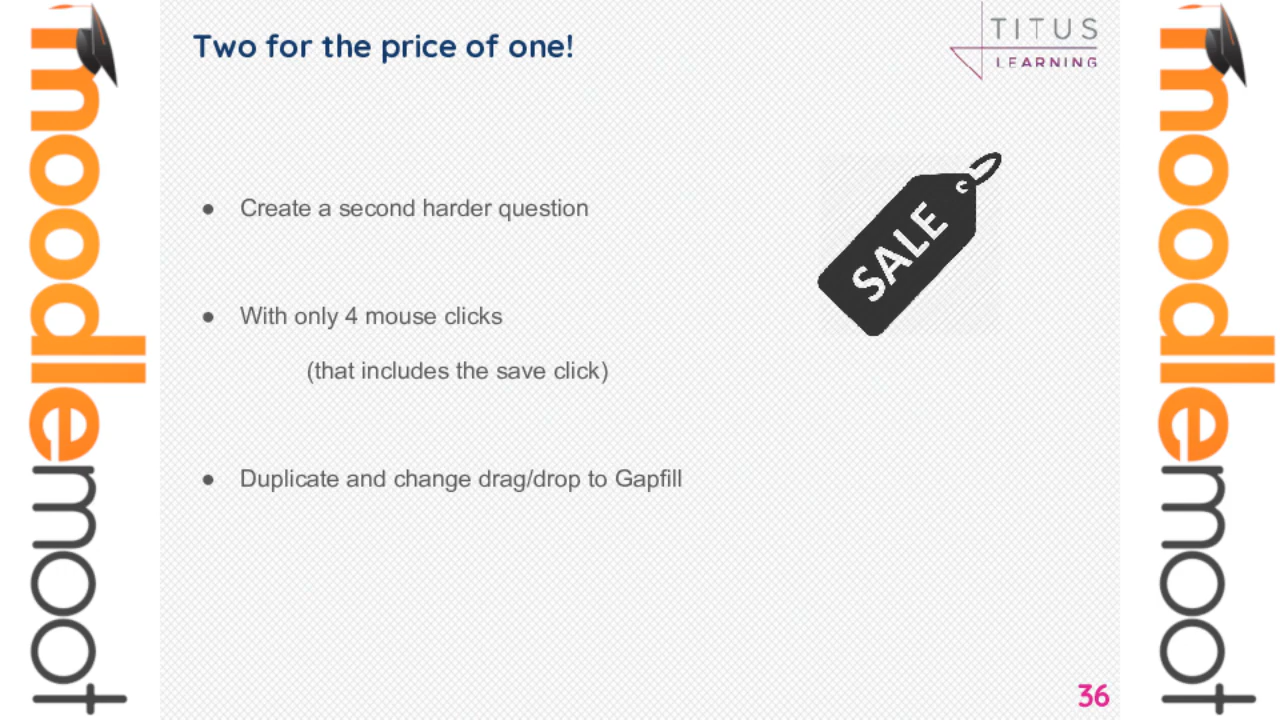 Two for the price of one!
TITUS
LEARNING
● Create a second harder question
SALE
● With only 4 mouse clicks
(that includes the save click)
● Duplicate and change drag/drop to Gapfill
36
moodlemoot
moodlemoot